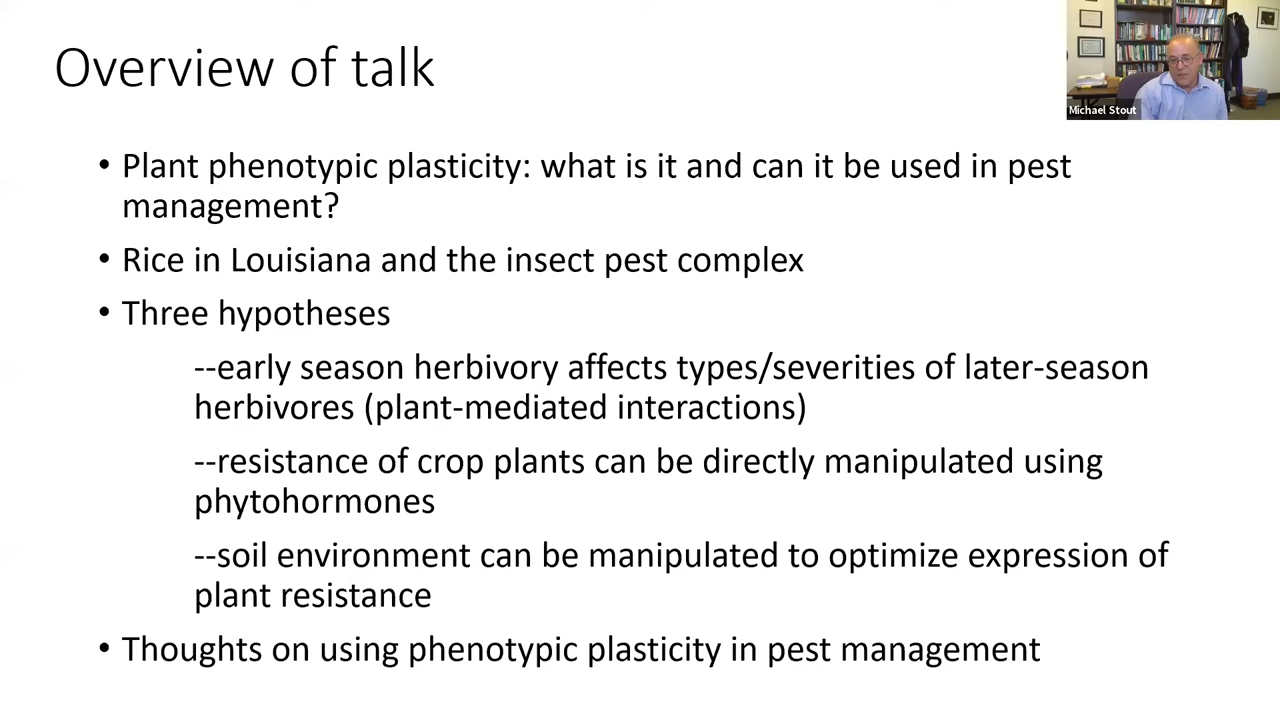 Overview of talk
Michael Stout
• Plant phenotypic plasticity: what is it and can it be used in pest
management?
• Rice in Louisiana and the insect pest complex
• Three hypotheses
--early season herbivory affects types/severities of later-season
herbivores (plant-mediated interactions)
--resistance of crop plants can be directly manipulated using
phytohormones
--soil environment can be manipulated to optimize expression of
plant resistance
• Thoughts on using phenotypic plasticity in pest management